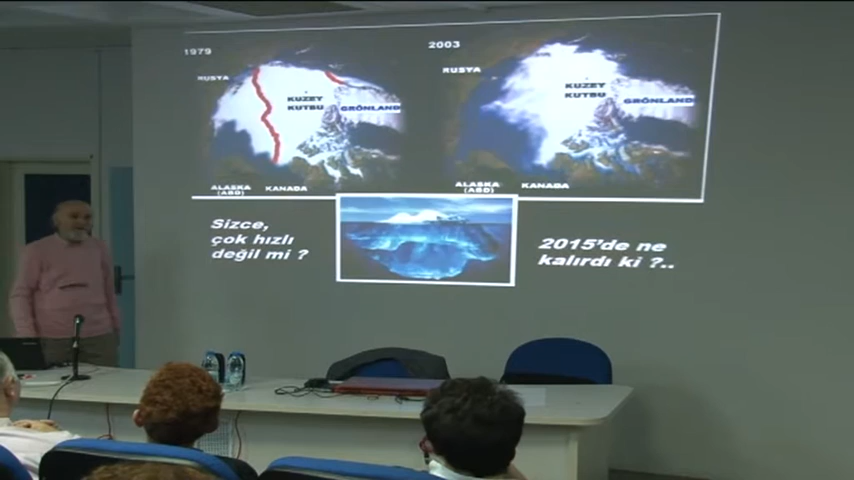 1979
RUSYA
KUZEY
KUTBU
GRÖNLAND
ALASKA
(ABD)
KANADA
2003
RUSYA
KUZEY
KUTBU
GRÖNLAND
ALASKA
(ABD)
KANADA
Sizce,
çok hızlı
değil mi ?
2015'de ne
kalırdı ki ?..